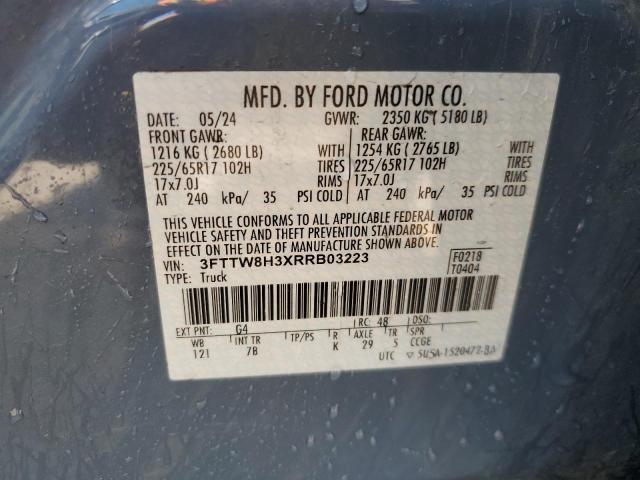 MFD. BY FORD MOTOR CO.
DATE: 05/24 GVWR: 2350 KG ( 5180 LB)
FRONT GAWR: REAR GAWR:
1216 KG ( 2680 LB) WITH 1254 KG ( 2765 LB) WITH
225/65R17 102H TIRES 225/65R17 102H TIRES
17x7.0J RIMS 17x7.0J RIMS
AT 240 kPa/ 35 PSI COLD AT 240 kPa/ 35 PSI COLD
THIS VEHICLE CONFORMS TO ALL APPLICABLE FEDERAL MOTOR
VEHICLE SAFETY AND THEFT PREVENTION STANDARDS
IN EFFECT ON THE DATE OF MANUFACTURE SHOWN ABOVE.
VIN: 3FTTW8H3XRRB03223 F0218
TYPE: Truck T0404
EXT PNT: G4 RC: 48 DSO:
WB INT TR TP/PS R AXLE TR SPR
121 7B K 29 5 CCGE
UTC